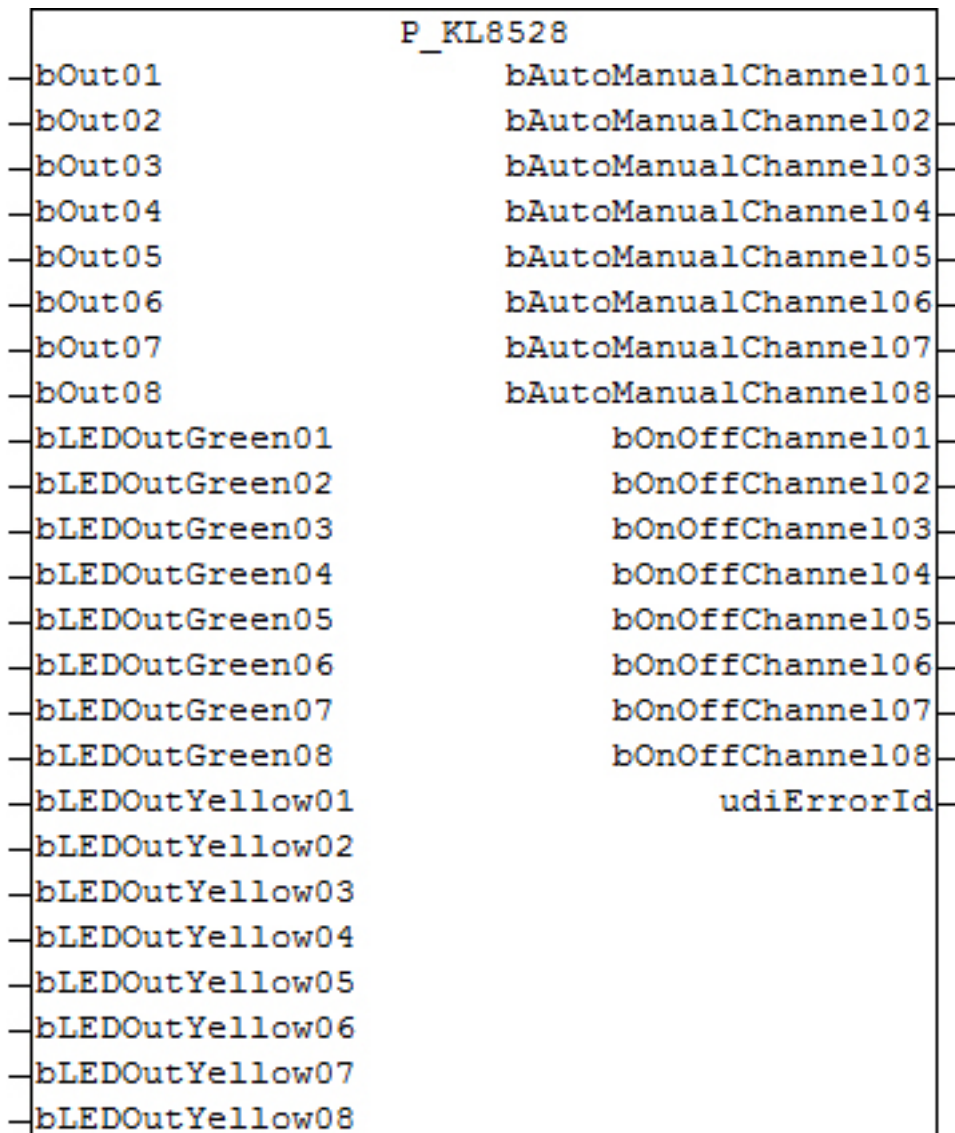 P_KL8528
bOut01 bAutoManualChannel01
bOut02 bAutoManualChannel02
bOut03 bAutoManualChannel03
bOut04 bAutoManualChannel04
bOut05 bAutoManualChannel05
bOut06 bAutoManualChannel06
bOut07 bAutoManualChannel07
bOut08 bAutoManualChannel08
bLEDOutGreen01 bOnOffChannel01
bLEDOutGreen02 bOnOffChannel02
bLEDOutGreen03 bOnOffChannel03
bLEDOutGreen04 bOnOffChannel04
bLEDOutGreen05 bOnOffChannel05
bLEDOutGreen06 bOnOffChannel06
bLEDOutGreen07 bOnOffChannel07
bLEDOutGreen08 bOnOffChannel08
bLEDOutYellow01 udiErrorId
bLEDOutYellow02
bLEDOutYellow03
bLEDOutYellow04
bLEDOutYellow05
bLEDOutYellow06
bLEDOutYellow07
bLEDOutYellow08